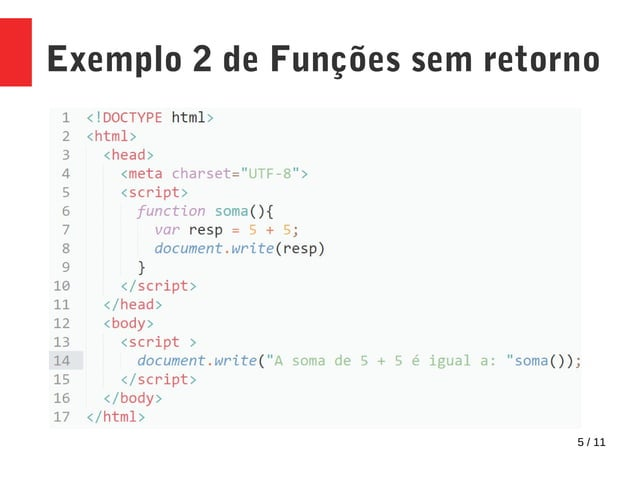 Exemplo 2 de Funções sem retorno
1 <!DOCTYPE html>
2 <html>
3 <head>
4 <meta charset="UTF-8">
5 <script>
6 function soma(){
7 var resp = 5 + 5;
8 document.write(resp)
9 }
10 </script>
11 </head>
12 <body>
13 <script >
14 document.write("A soma de 5 + 5 é igual a: "soma());
15 </script>
16 </body>
17 </html>
5 / 11